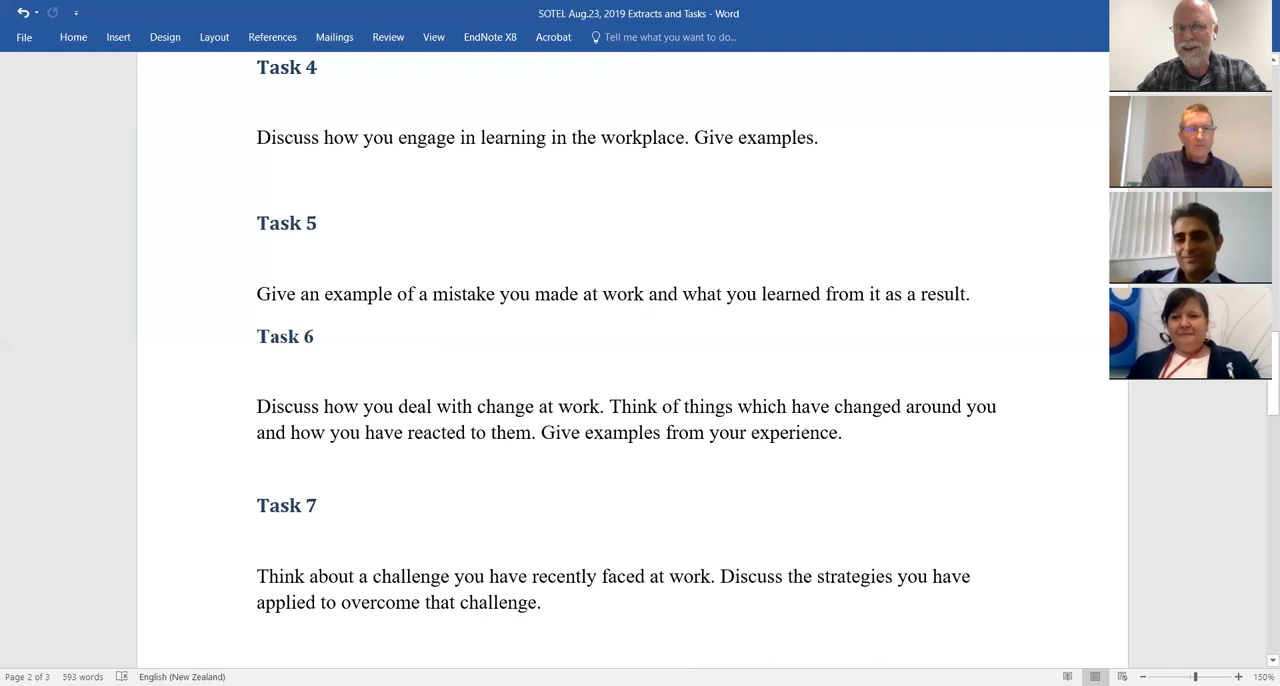 SOTEL Aug.23, 2019 Extracts and Tasks - Word
File Home Insert Design Layout References Mailings Review View EndNote X8 Acrobat Tell me what you want to do...
Task 4
Discuss how you engage in learning in the workplace. Give examples.
Task 5
Give an example of a mistake you made at work and what you learned from it as a result.
Task 6
Discuss how you deal with change at work. Think of things which have changed around you
and how you have reacted to them. Give examples from your experience.
Task 7
Think about a challenge you have recently faced at work. Discuss the strategies you have
applied to overcome that challenge.
Page 2 of 3 593 words English (New Zealand) 150%